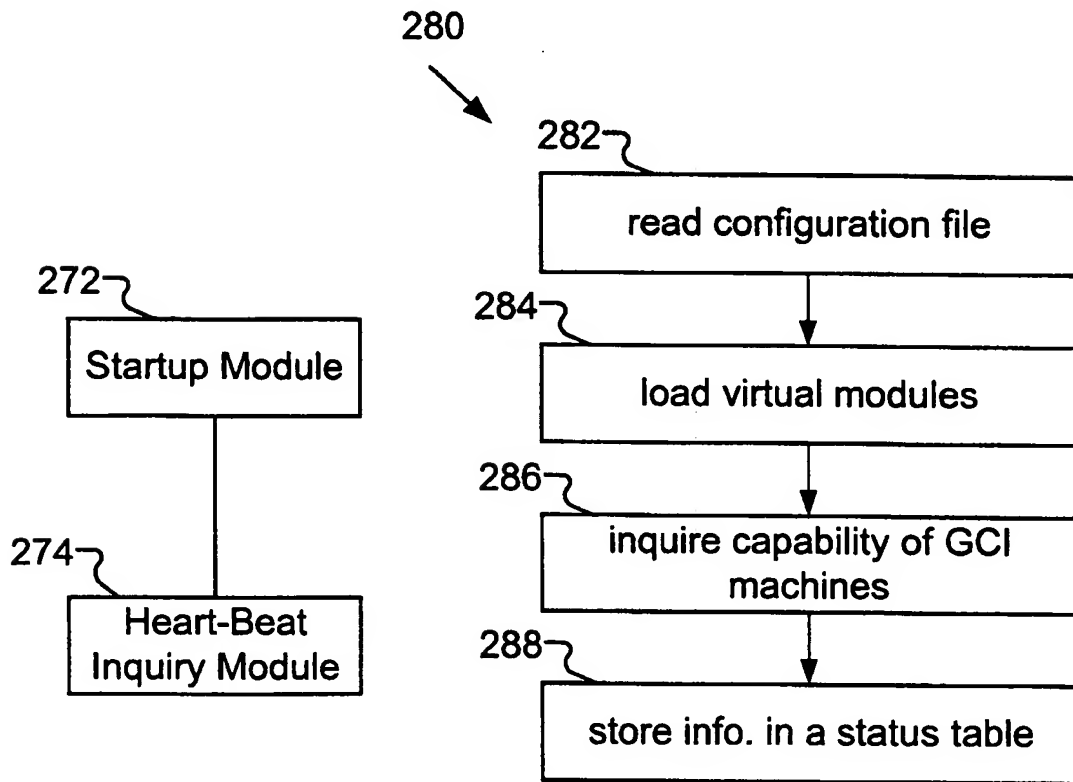 280
282
read configuration file
272
Startup Module
284
load virtual modules
286
inquire capability of GCI
machines
274
Heart-Beat
Inquiry Module
288
store info. in a status table